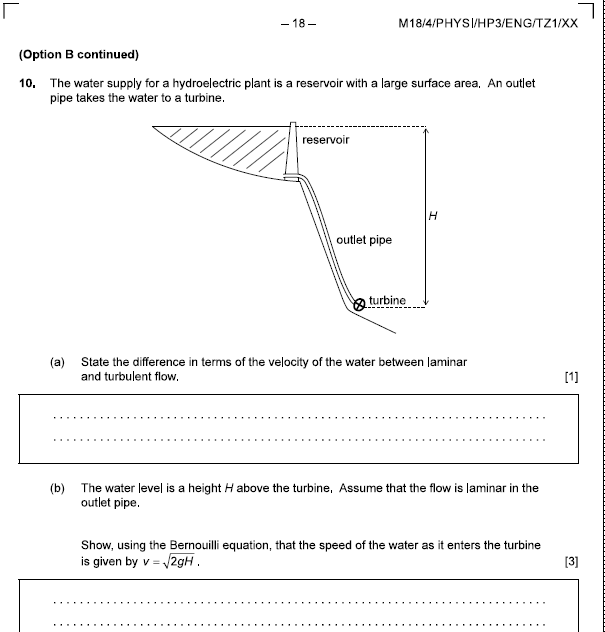 – 18 –
M18/4/PHYSI/HP3/ENG/TZ1/XX
(Option B continued)
10. The water supply for a hydroelectric plant is a reservoir with a large surface area. An outlet
pipe takes the water to a turbine.
reservoir
H
outlet pipe
turbine
(a) State the difference in terms of the velocity of the water between laminar
and turbulent flow. [1]
(b) The water level is a height H above the turbine. Assume that the flow is laminar in the
outlet pipe.
Show, using the Bernouilli equation, that the speed of the water as it enters the turbine
is given by v = √2gH . [3]